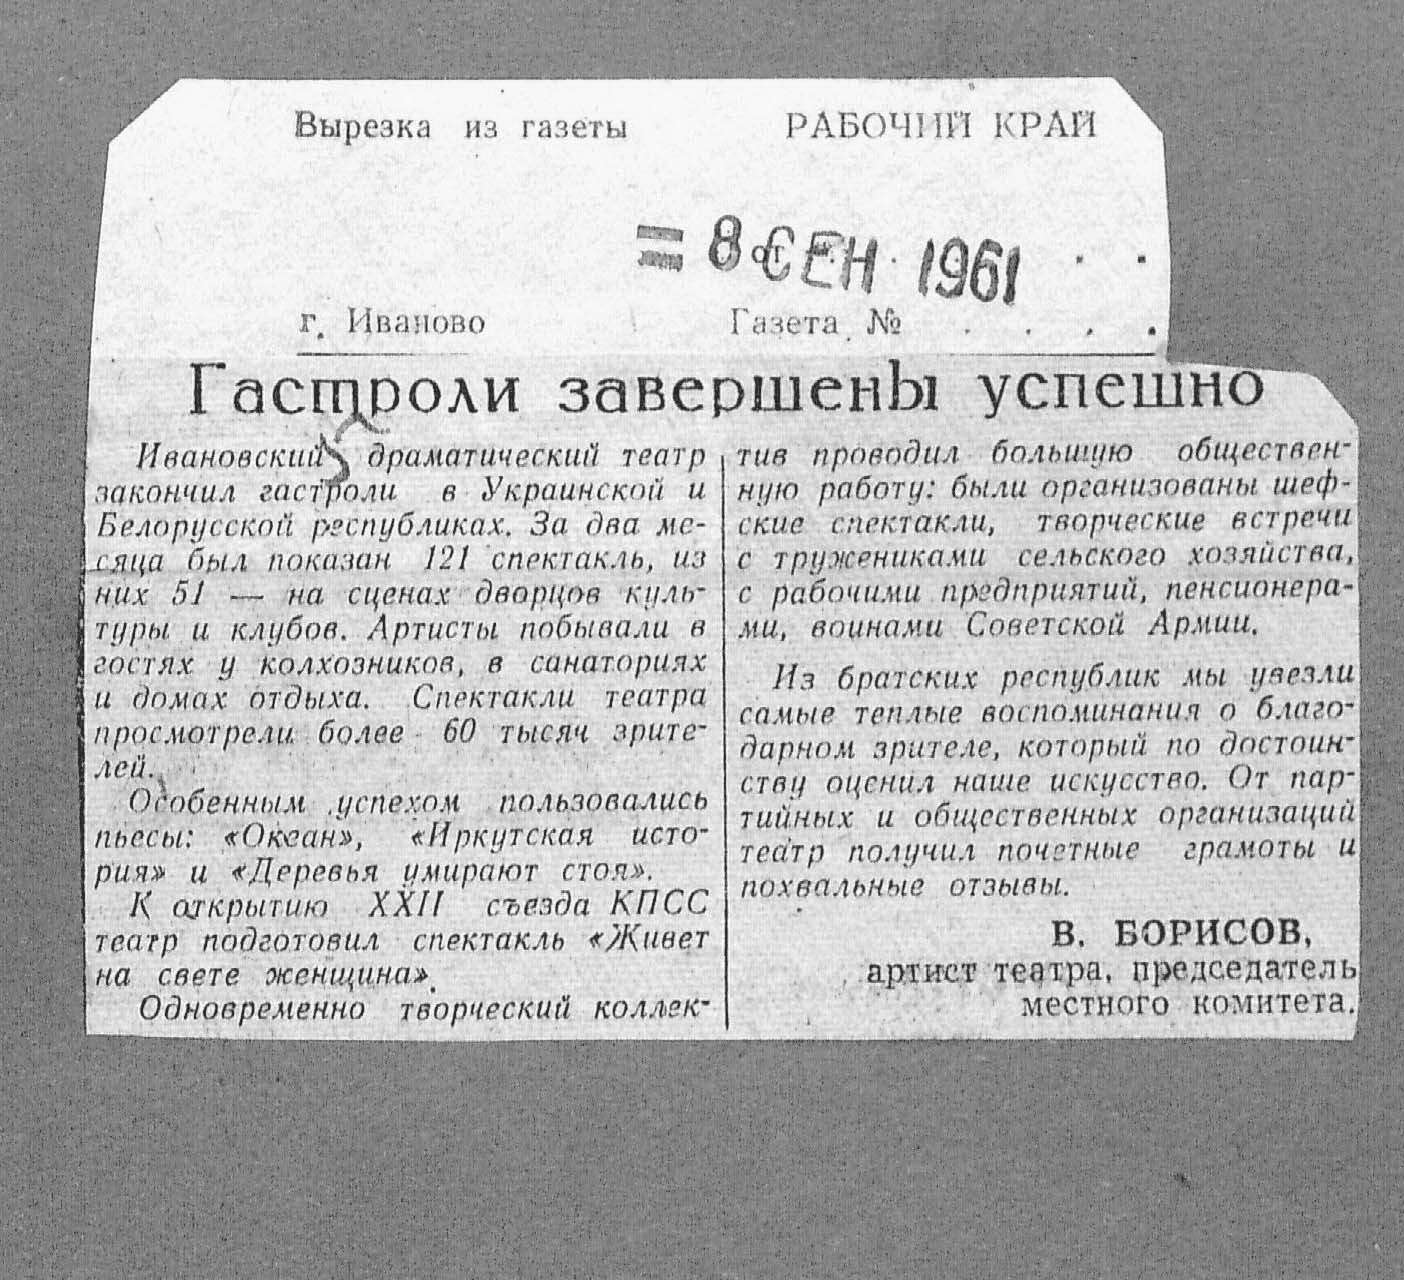 Вырезка из газеты РАБОЧИЙ КРАЙ
= 8 СЕН 1961
г. Иваново Газета № . . . .
Гастроли завершены успешно
Ивановский драматический театр
закончил гастроли в Украинской и
Белорусской республиках. За два ме-
сяца был показан 121 спектакль, из
них 51 — на сценах дворцов куль-
туры и клубов. Артисты побывали в
гостях у колхозников, в санаториях
и домах отдыха. Спектакли театра
просмотрели более 60 тысяч зрите-
лей.
Особенным успехом пользовались
пьесы: «Океан», «Иркутская исто-
рия» и «Деревья умирают стоя».
К открытию XXII съезда КПСС
театр подготовил спектакль «Живет
на свете женщина».
Одновременно творческий коллек-
тив проводил большую обществен-
ную работу: были организованы шеф-
ские спектакли, творческие встречи
с тружениками сельского хозяйства,
с рабочими предприятий, пенсионера-
ми, воинами Советской Армии.
Из братских республик мы увезли
самые теплые воспоминания о благо-
дарном зрителе, который по достоин-
ству оценил наше искусство. От пар-
тийных и общественных организаций
театр получил почетные грамоты и
похвальные отзывы.
В. БОРИСОВ,
артист театра, председатель
местного комитета.